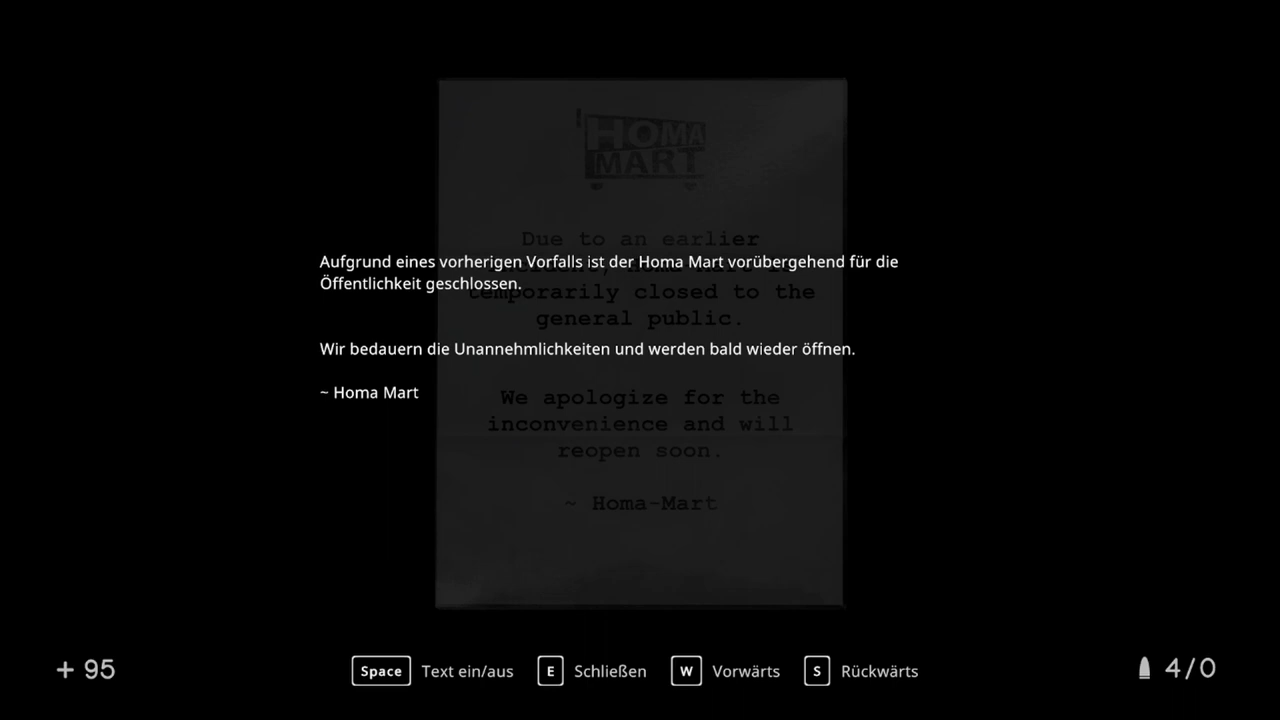 HOMA
MART
Due to an earlier
Aufgrund eines vorherigen Vorfalls ist der Homa Mart vorübergehend für die
Öffentlichkeit geschlossen.
temporarily closed to the
general public.
Wir bedauern die Unannehmlichkeiten und werden bald wieder öffnen.
~ Homa Mart
We apologize for the
inconvenience and will
reopen soon.
~ Homa-Mart
+ 95
Space Text ein/aus E Schließen W Vorwärts S Rückwärts
4/0